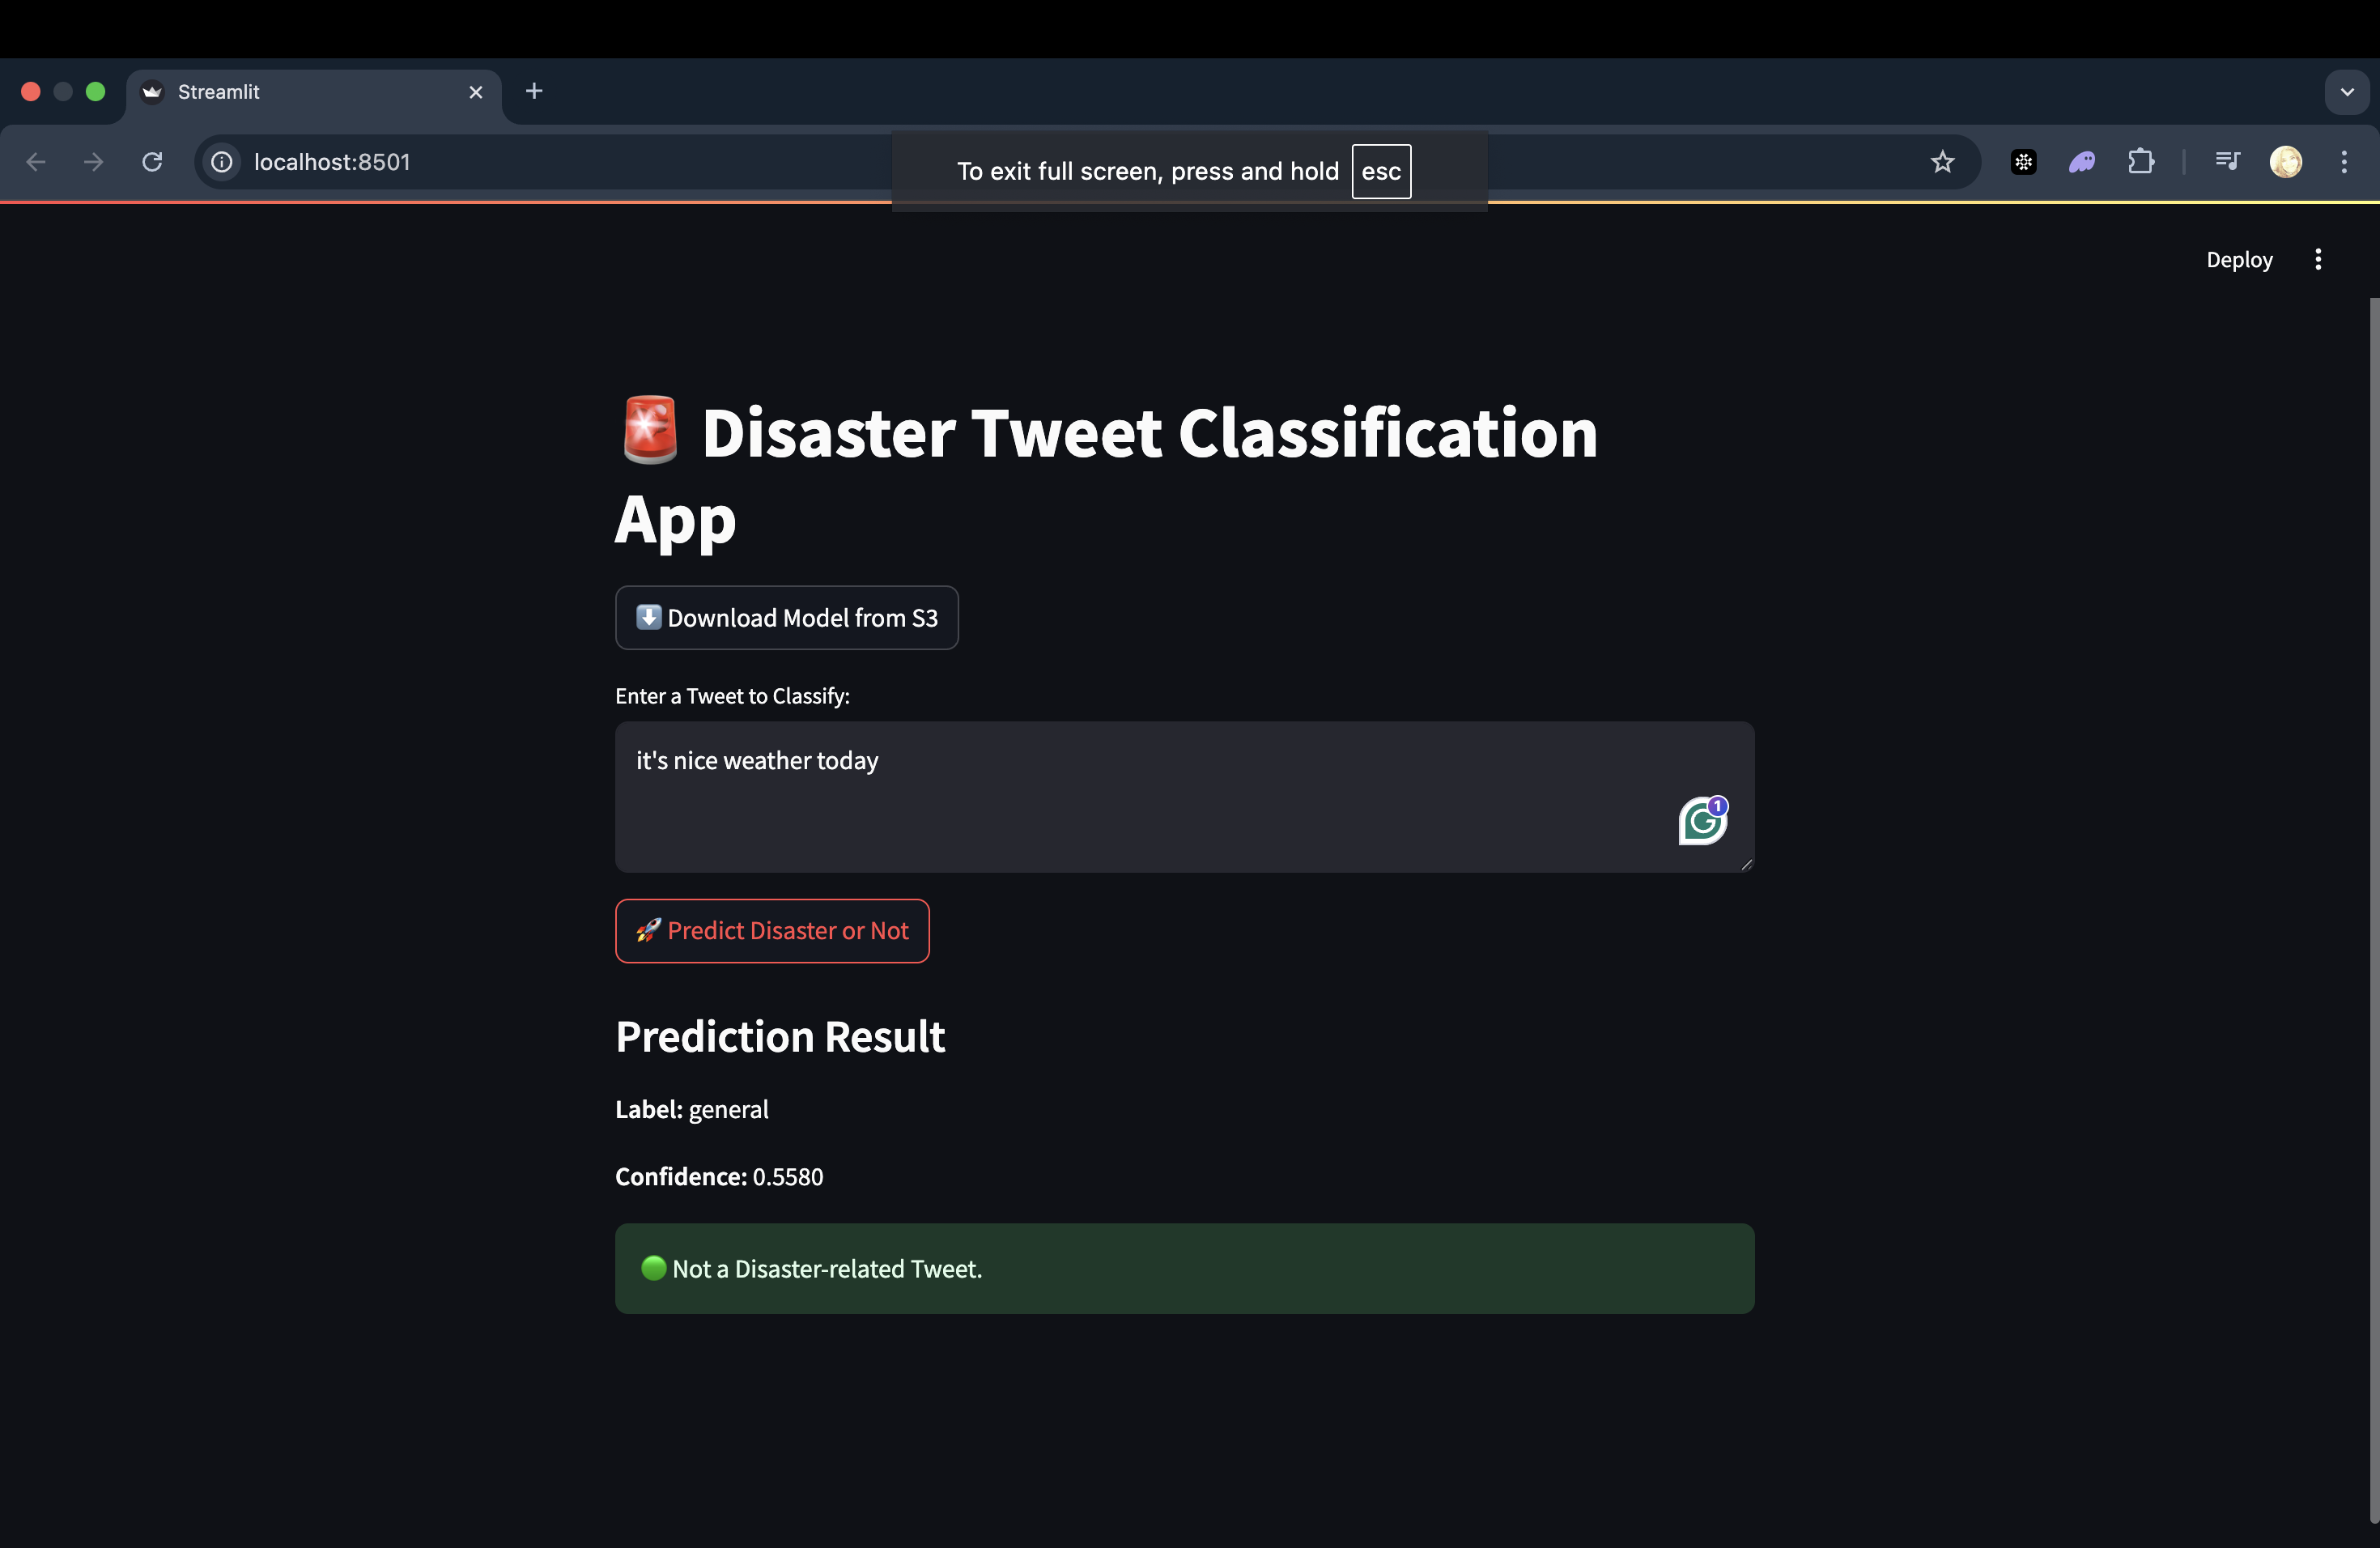 Streamlit
localhost:8501
To exit full screen, press and hold esc
Deploy
🚨 Disaster Tweet Classification
App
⬇️ Download Model from S3
Enter a Tweet to Classify:
it's nice weather today
1
🚀 Predict Disaster or Not
Prediction Result
Label: general
Confidence: 0.5580
🟢 Not a Disaster-related Tweet.